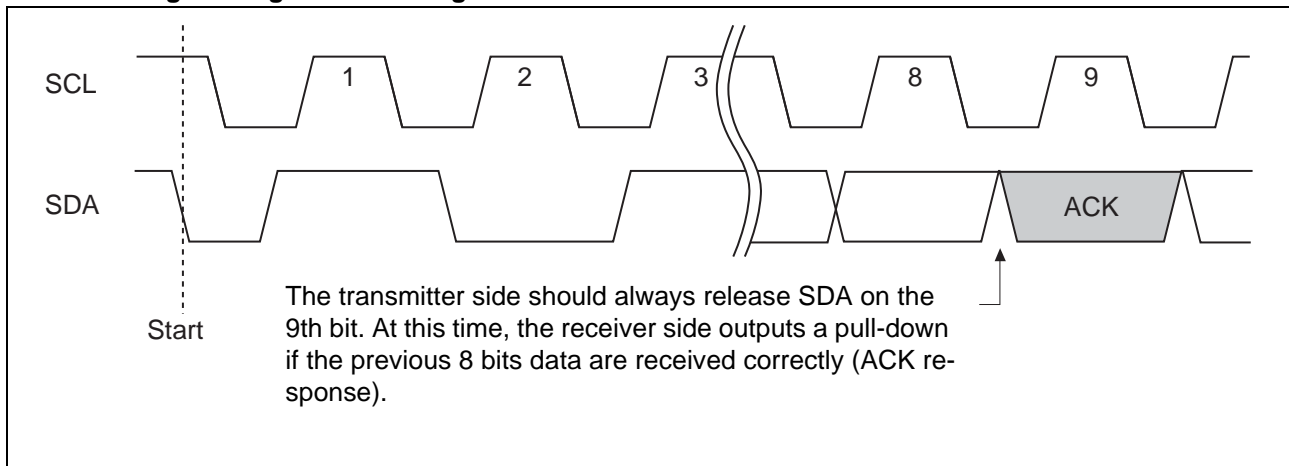 SCL
1
2
3
8
9
SDA
ACK
Start
The transmitter side should always release SDA on the
9th bit. At this time, the receiver side outputs a pull-down
if the previous 8 bits data are received correctly (ACK re-
sponse).